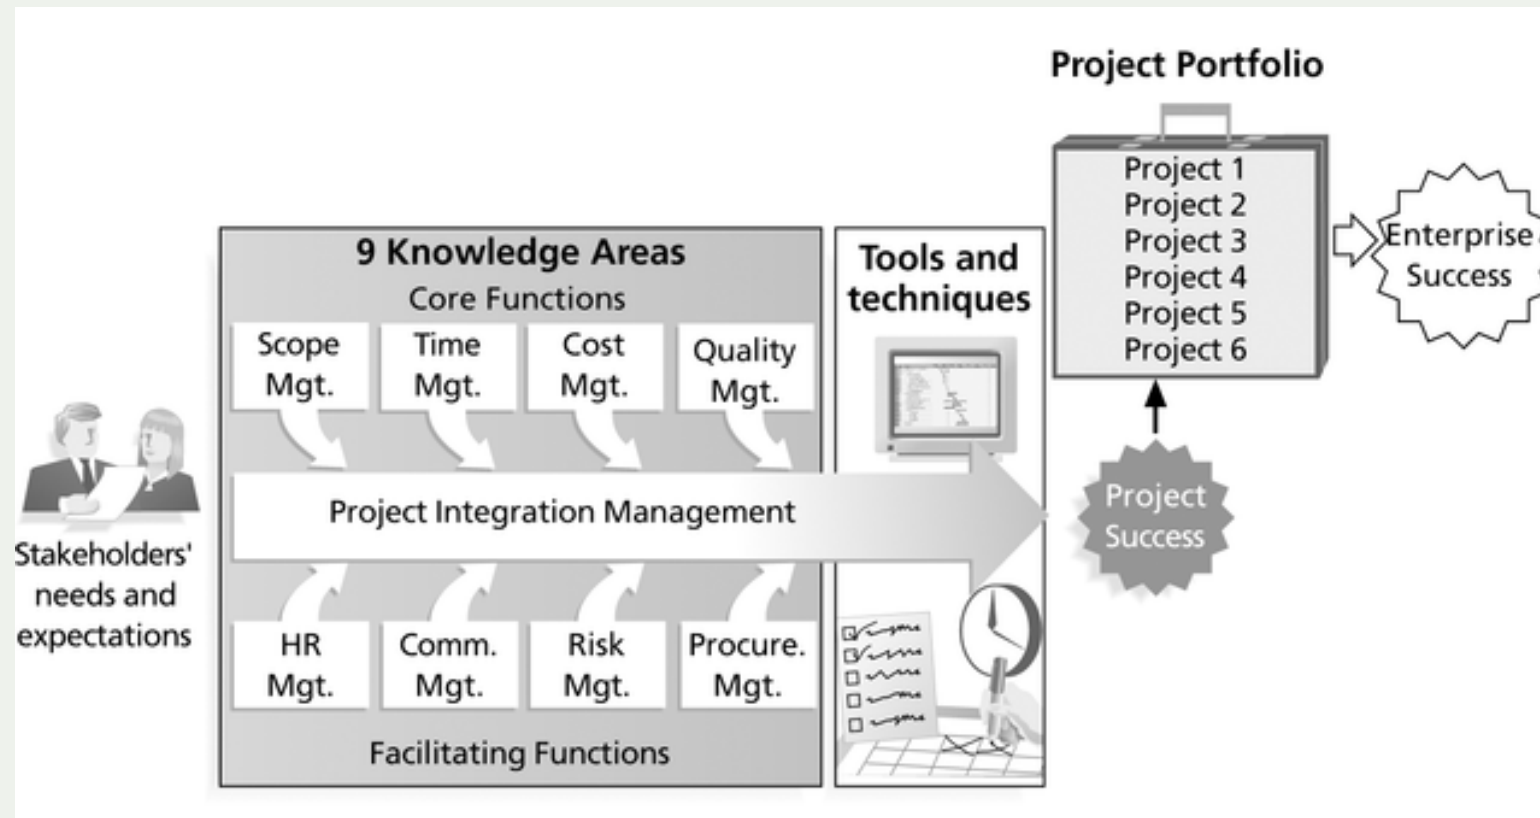 Project Portfolio
Project 1
Project 2
Project 3
Project 4
Project 5
Project 6
Enterprise
Success
9 Knowledge Areas
Core Functions
Scope
Mgt.
Time
Mgt.
Cost
Mgt.
Quality
Mgt.
Tools and
techniques
Project Integration Management
Project
Success
Stakeholders'
needs and
expectations
HR
Mgt.
Comm.
Mgt.
Risk
Mgt.
Procure.
Mgt.
Facilitating Functions